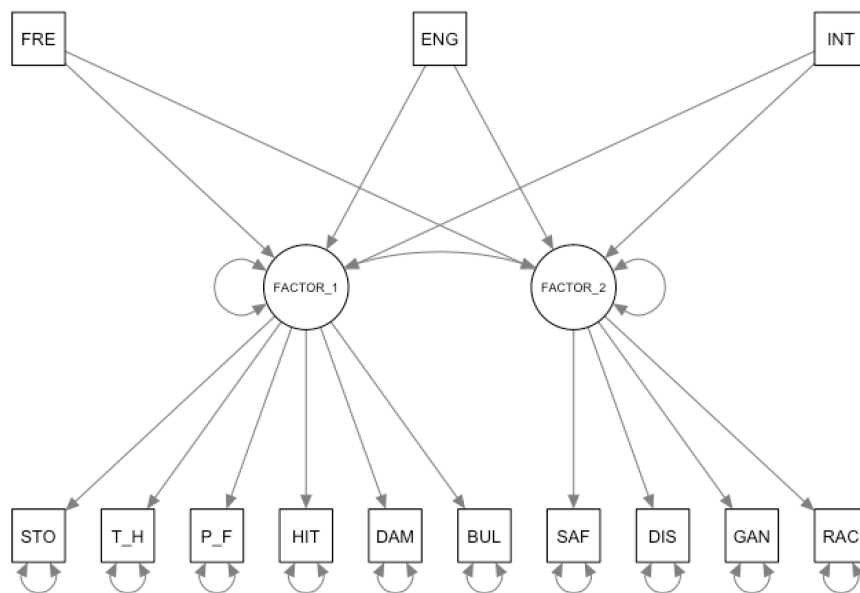 FRE
ENG
INT
FACTOR_1
FACTOR_2
STO
T_H
P_F
HIT
DAM
BUL
SAF
DIS
GAN
RAC